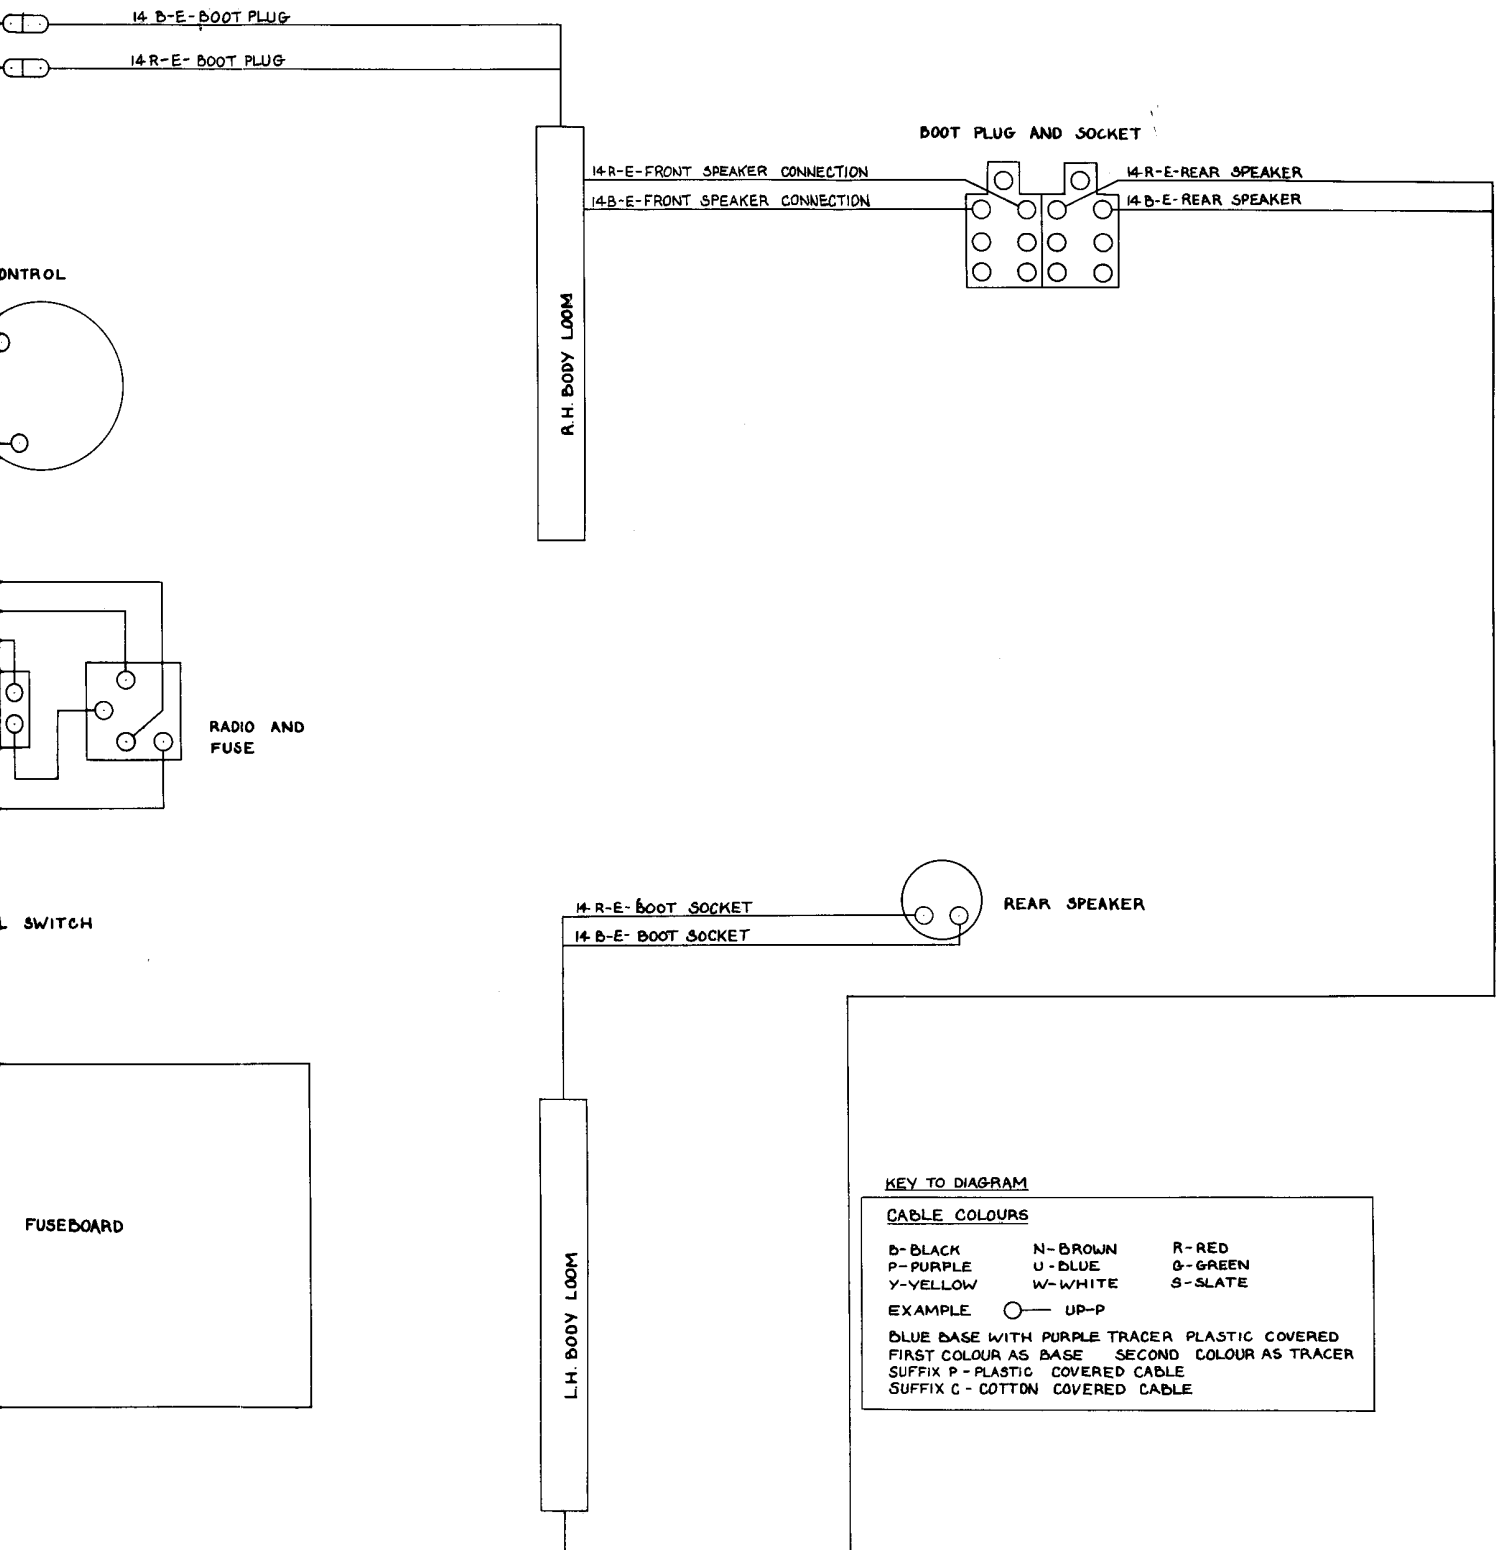 14 B-E-BOOT PLUG
14 R-E- BOOT PLUG
BOOT PLUG AND SOCKET
14 R-E-FRONT SPEAKER CONNECTION
14 R-E-REAR SPEAKER
14 B-E-FRONT SPEAKER CONNECTION
14 B-E-REAR SPEAKER
ONTROL
R.H. BODY LOOM
RADIO AND
FUSE
14 R-E-BOOT SOCKET
REAR SPEAKER
L SWITCH
14 B-E- BOOT SOCKET
FUSEBOARD
L.H. BODY LOOM
KEY TO DIAGRAM
CABLE COLOURS
B-BLACK N-BROWN R-RED
P-PURPLE U-BLUE G-GREEN
Y-YELLOW W-WHITE S-SLATE
EXAMPLE UP-P
BLUE BASE WITH PURPLE TRACER PLASTIC COVERED
FIRST COLOUR AS BASE SECOND COLOUR AS TRACER
SUFFIX P - PLASTIC COVERED CABLE
SUFFIX C - COTTON COVERED CABLE